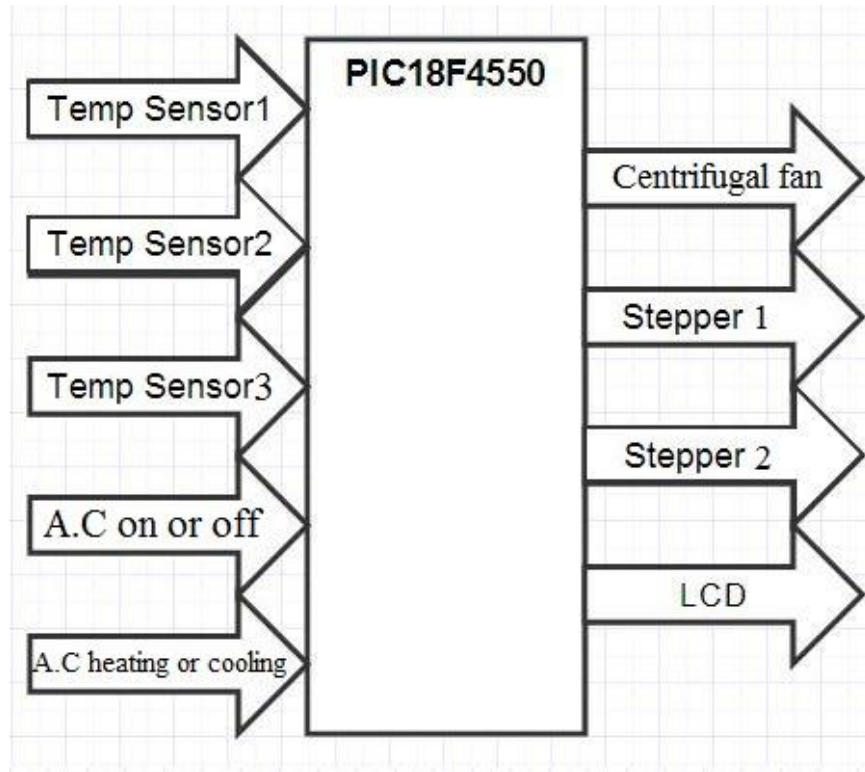 PIC18F4550
Temp Sensor1
Temp Sensor2
Temp Sensor3
A.C on or off
A.C heating or cooling
Centrifugal fan
Stepper 1
Stepper 2
LCD